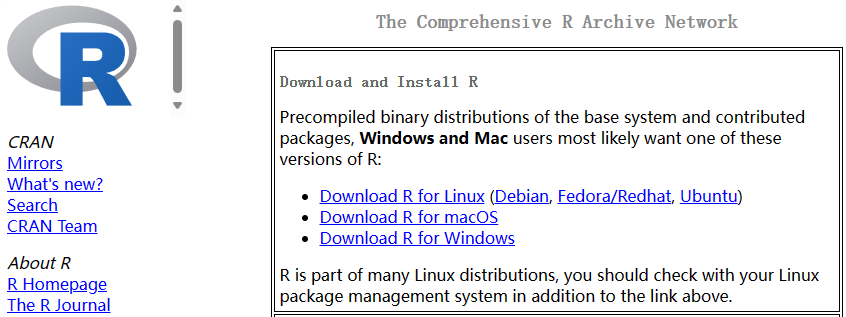 R
CRAN
Mirrors
What's new?
Search
CRAN Team
About R
R Homepage
The R Journal
The Comprehensive R Archive Network
Download and Install R
Precompiled binary distributions of the base system and contributed
packages, Windows and Mac users most likely want one of these
versions of R:
Download R for Linux (Debian, Fedora/Redhat, Ubuntu)
Download R for macOS
Download R for Windows
R is part of many Linux distributions, you should check with your Linux
package management system in addition to the link above.